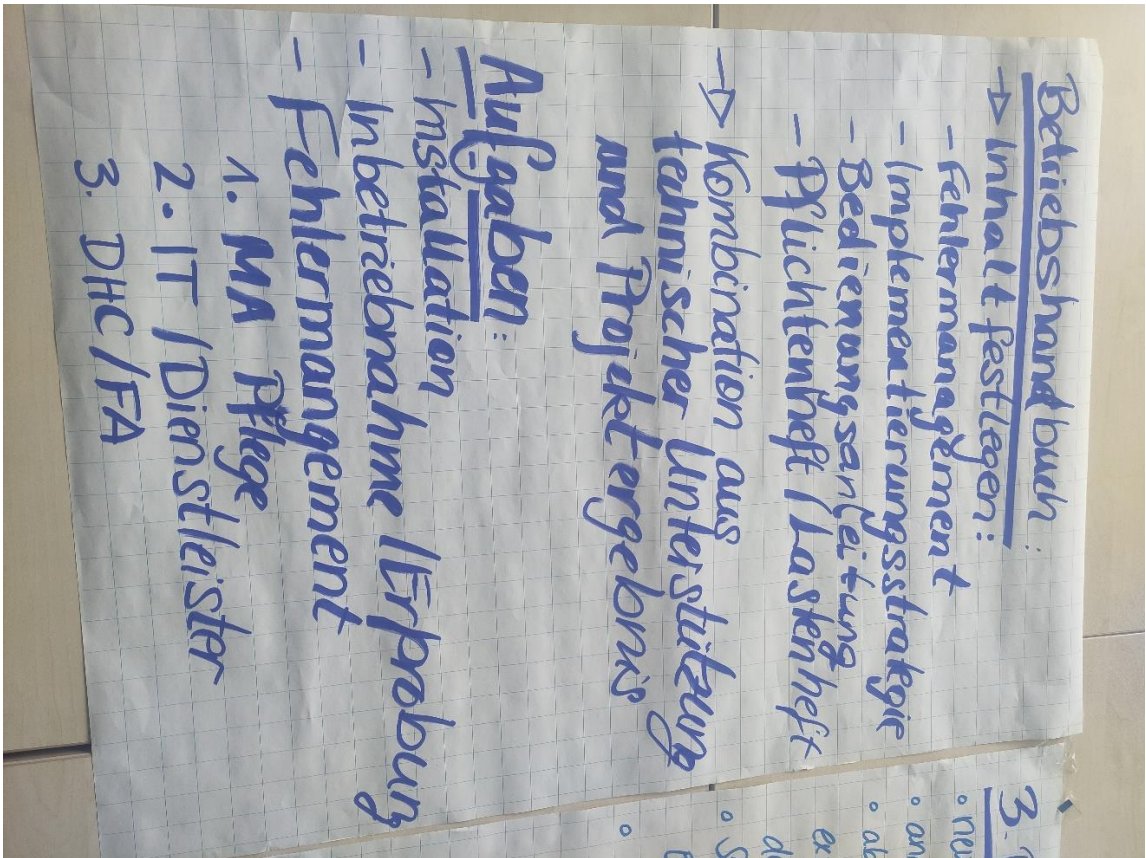 Betriebshandbuch:
→ Inhalt festlegen:
- Fehlermanagement
- Implementierungsstrategie
- Bedienungsanleitung
- Pflichtenheft / Lastenheft
→ Kombination aus
technischer Unterstützung
und Projektergebnis
Aufgaben:
- Installation
- Inbetriebnahme / Erprobung
- Fehlermangement
1. MA Pflege
2. IT / Dienstleister
3. DHC / FA
3.